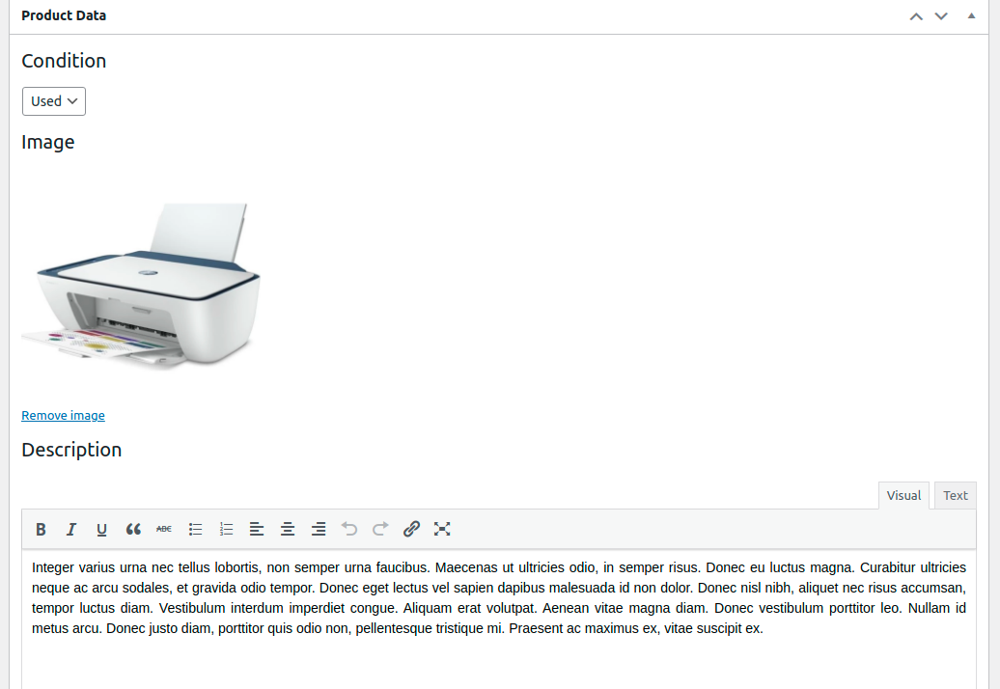 Product Data
Condition
Used
Image
Remove image
Description
Visual Text
B I U ABC
Integer varius urna nec tellus lobortis, non semper urna faucibus. Maecenas ut ultricies odio, in semper risus. Donec eu luctus magna. Curabitur ultricies
neque ac arcu sodales, et gravida odio tempor. Donec eget lectus vel sapien dapibus malesuada id non dolor. Donec nisl nibh, aliquet nec risus accumsan,
tempor luctus diam. Vestibulum interdum imperdiet congue. Aliquam erat volutpat. Aenean vitae magna diam. Donec vestibulum porttitor leo. Nullam id
metus arcu. Donec justo diam, porttitor quis odio non, pellentesque tristique mi. Praesent ac maximus ex, vitae suscipit ex.